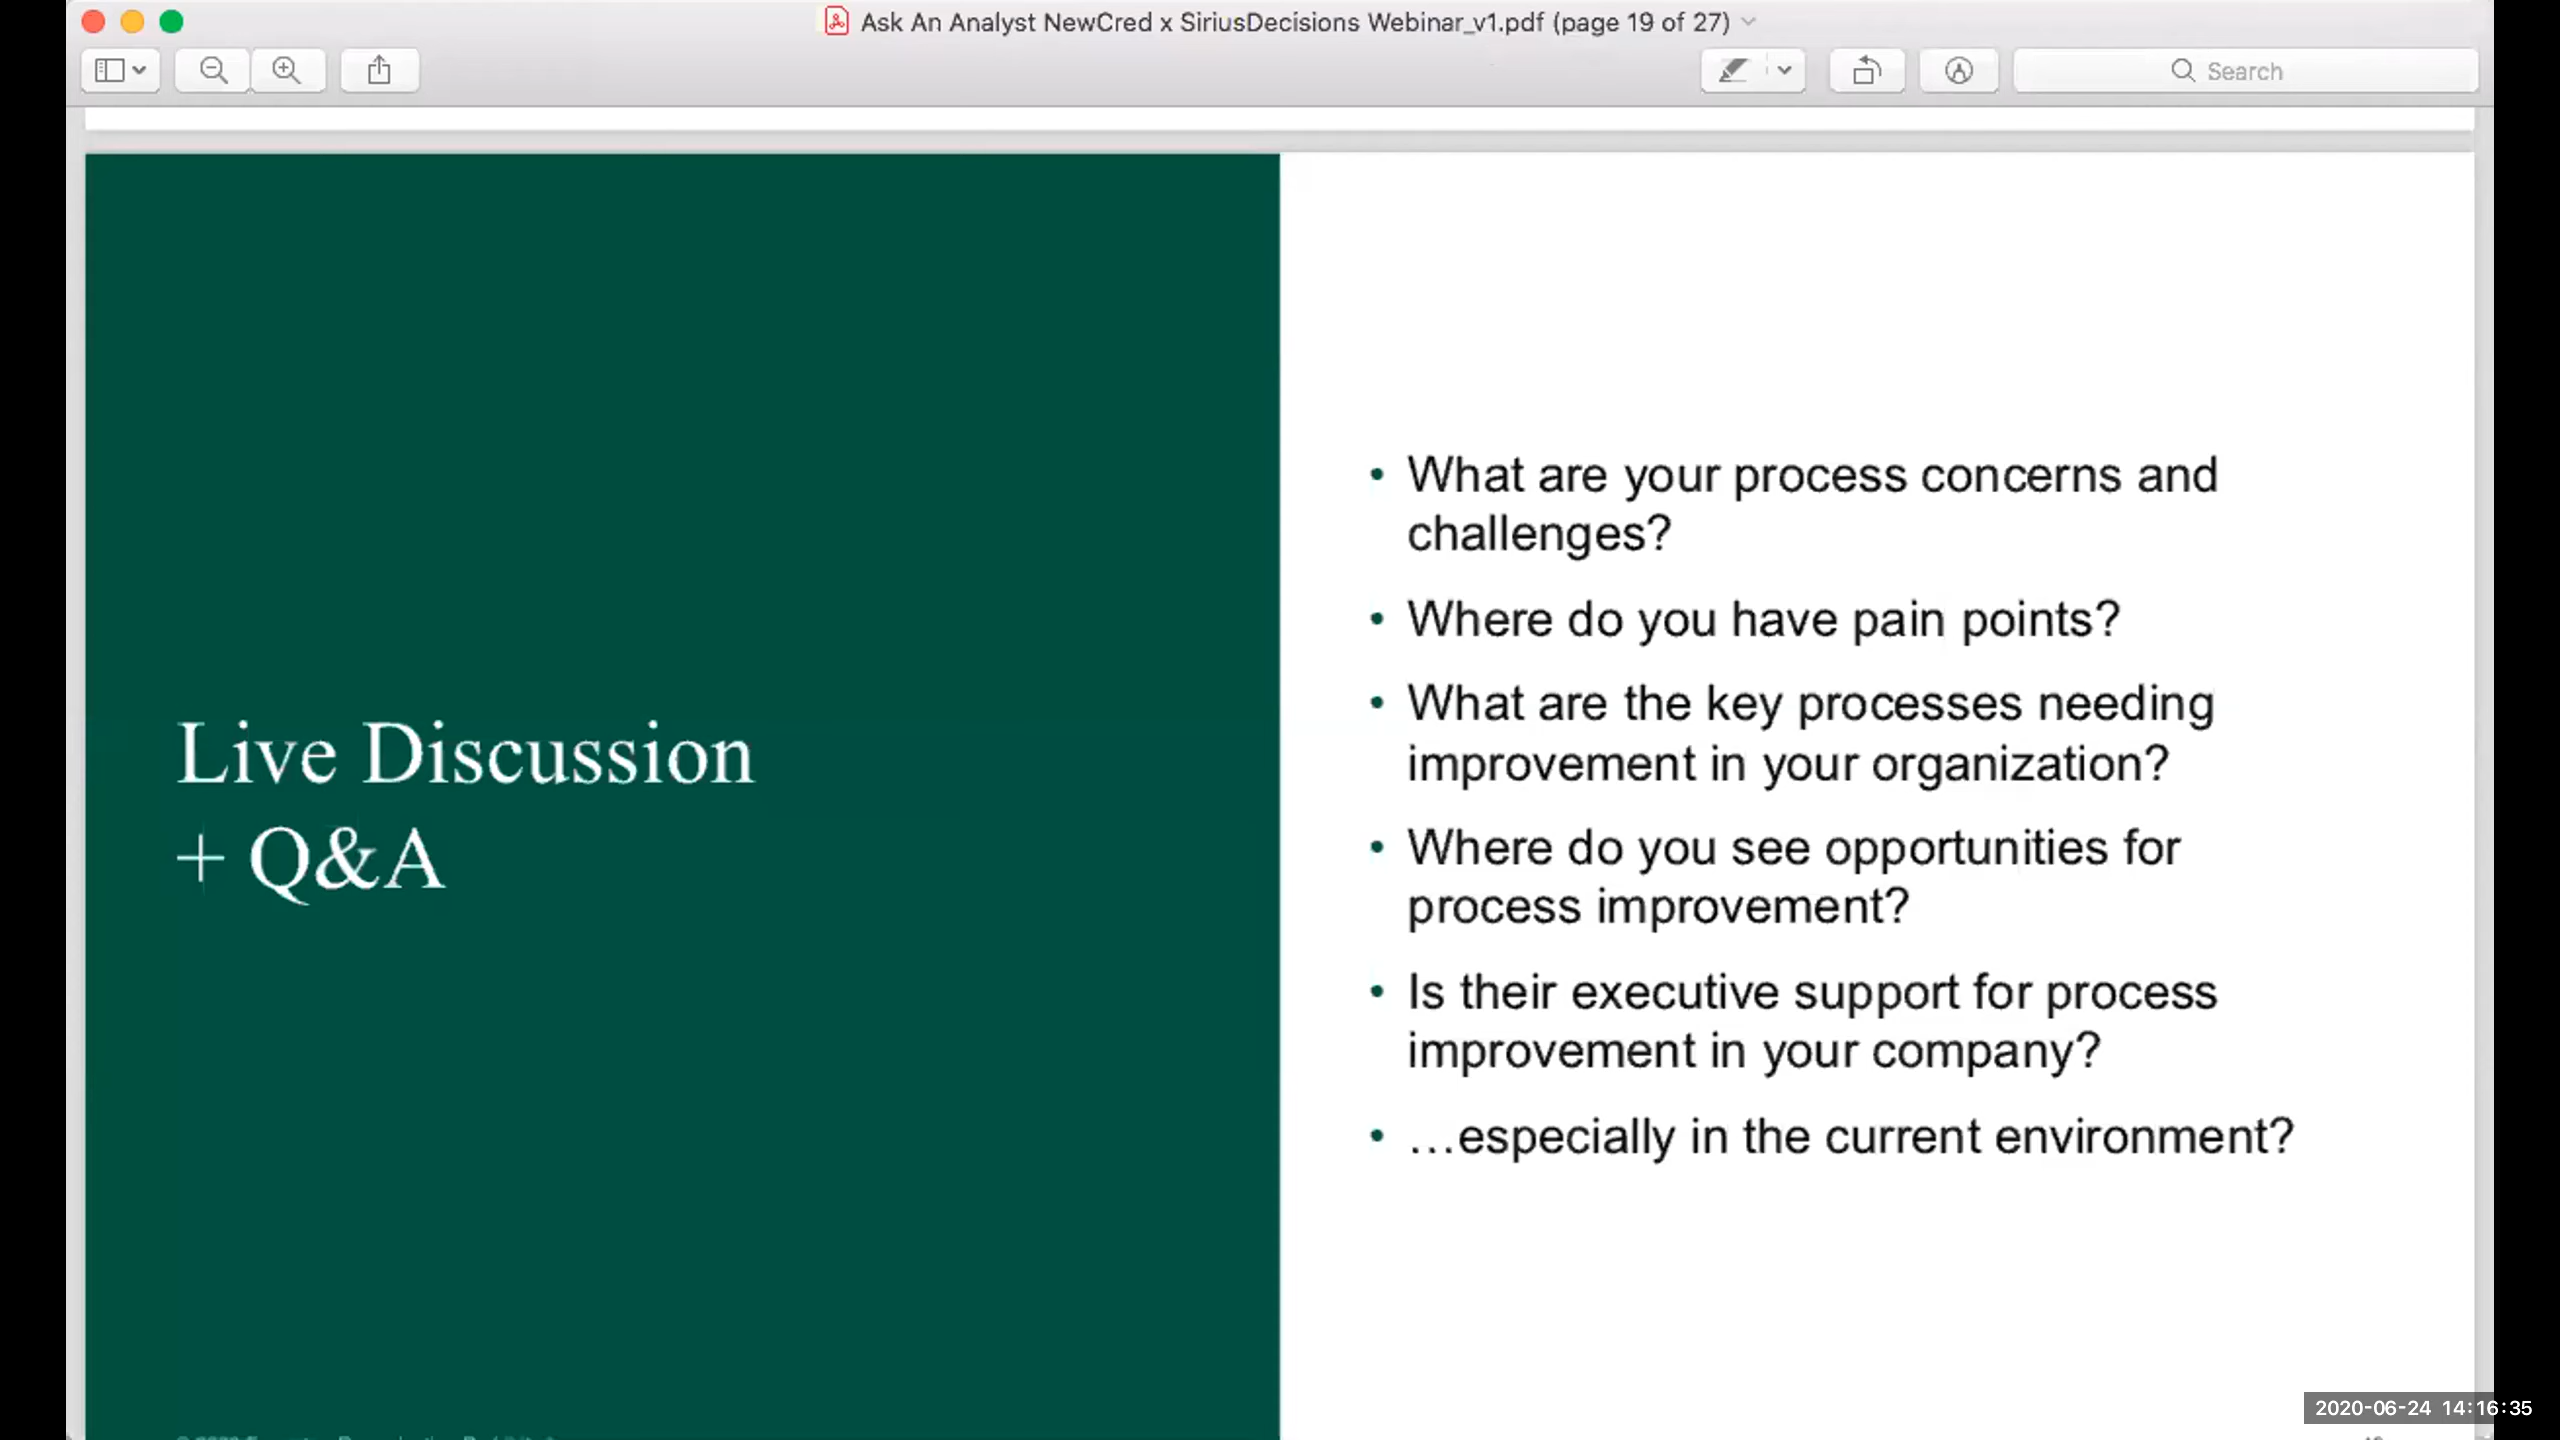 Ask An Analyst NewCred x SiriusDecisions Webinar_v1.pdf (page 19 of 27)
Search
Live Discussion
+ Q&A
• What are your process concerns and
challenges?
• Where do you have pain points?
• What are the key processes needing
improvement in your organization?
• Where do you see opportunities for
process improvement?
• Is their executive support for process
improvement in your company?
• …especially in the current environment?
2020-06-24 14:16:35